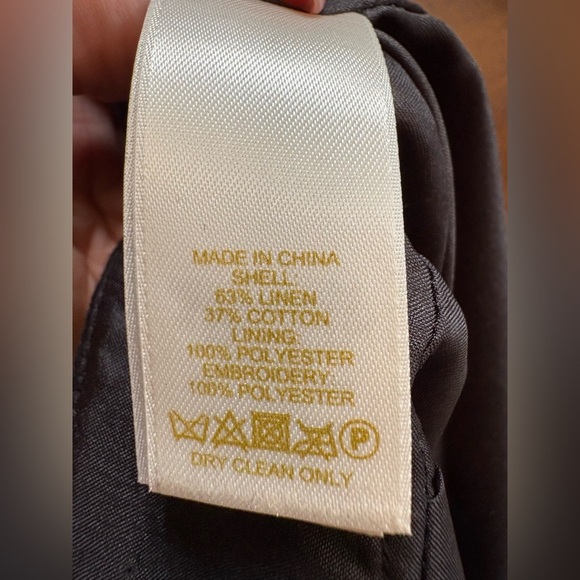 MADE IN CHINA
SHELL:
63% LINEN
37% COTTON
LINING:
100% POLYESTER
EMBROIDERY:
100% POLYESTER
P
DRY CLEAN ONLY